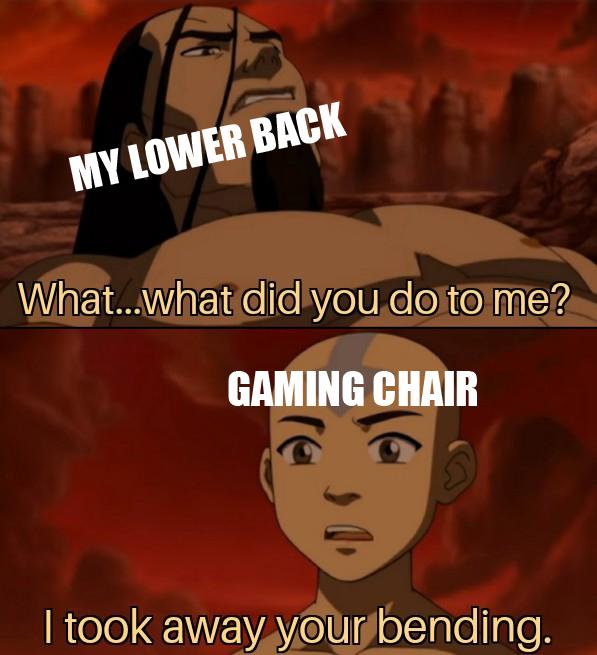 MY LOWER BACK
What...what did you do to me?
GAMING CHAIR
I took away your bending.